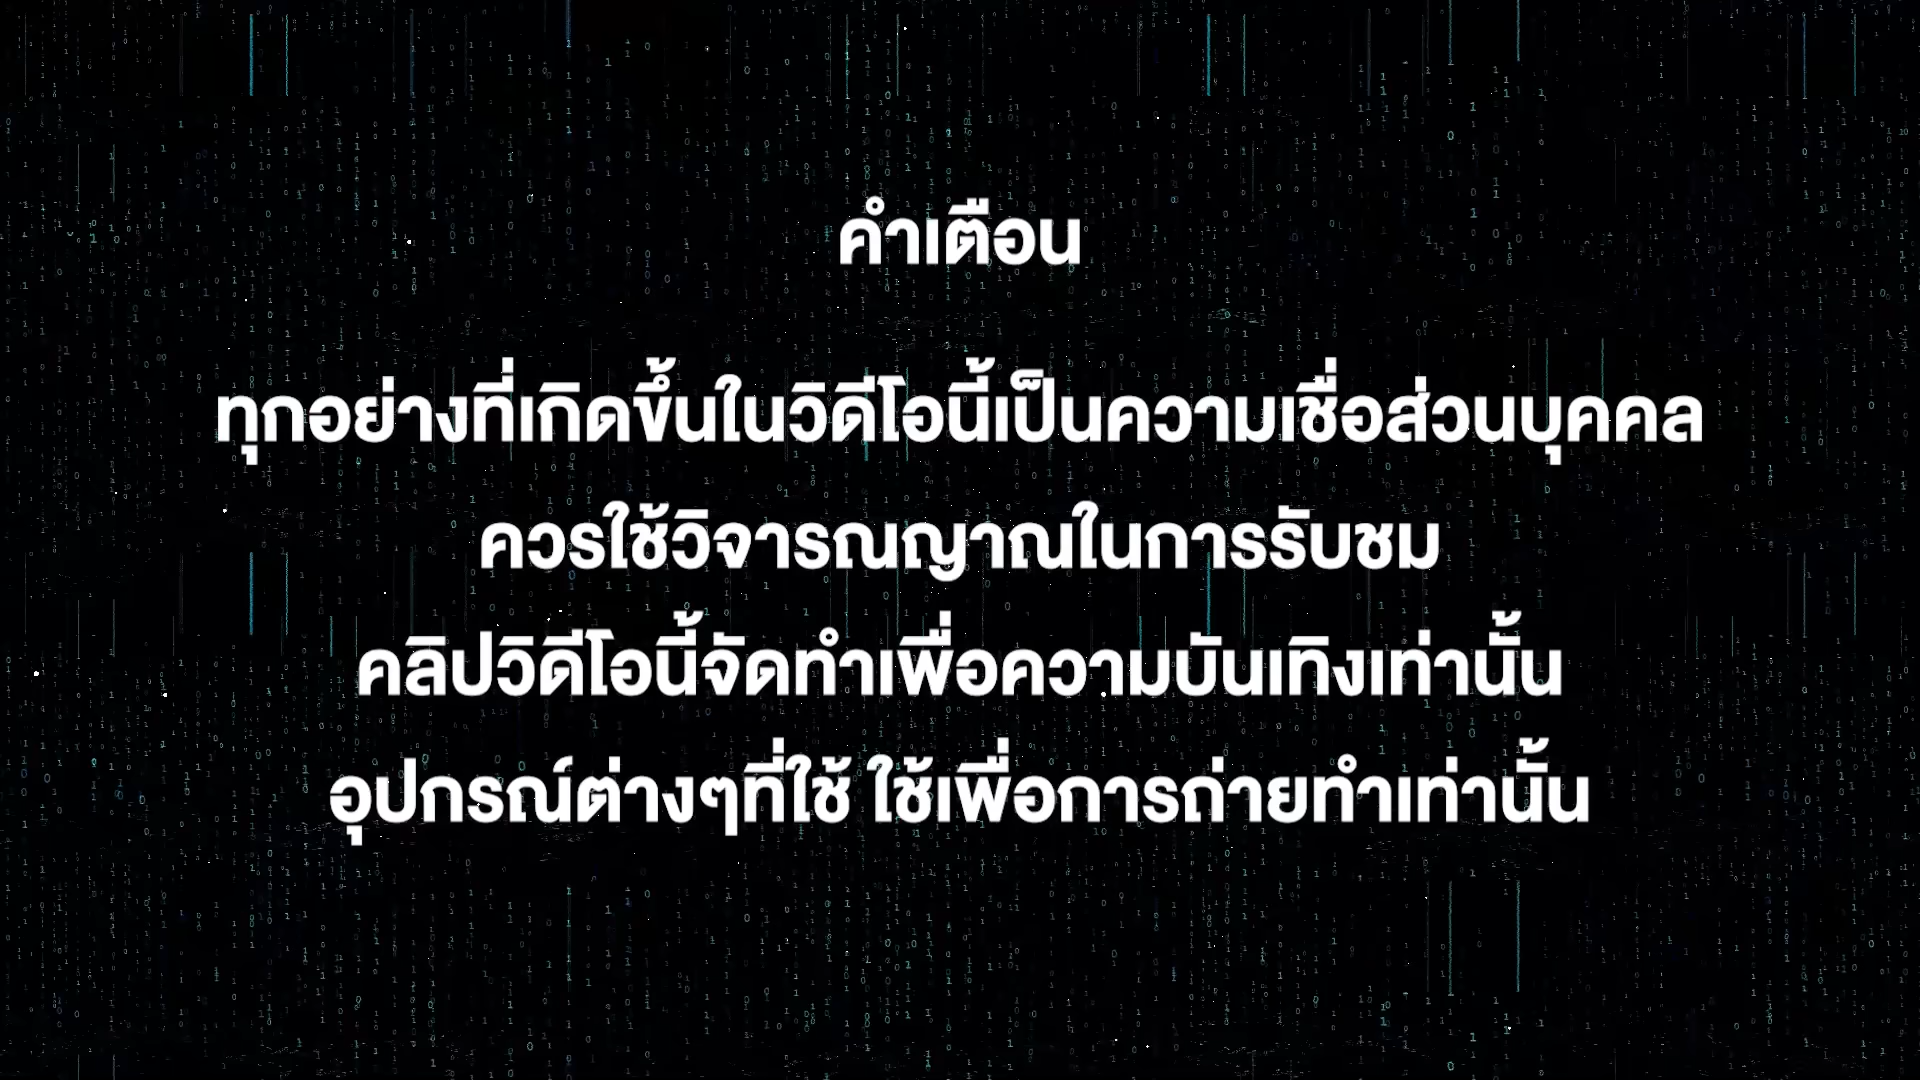 คำเตือน
ทุกอย่างที่เกิดขึ้นในวิดีโอนี้เป็นความเชื่อส่วนบุคคล
ควรใช้วิจารณญาณในการรับชม
คลิปวิดีโอนี้จัดทำเพื่อความบันเทิงเท่านั้น
อุปกรณ์ต่างๆที่ใช้ ใช้เพื่อการถ่ายทำเท่านั้น